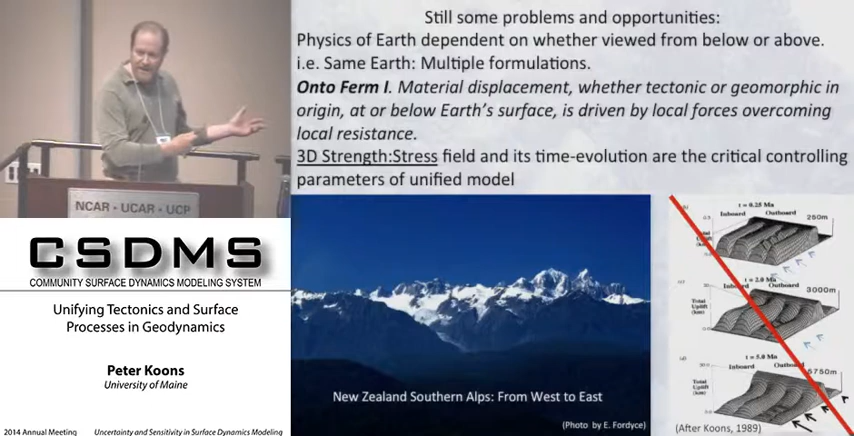 Still some problems and opportunities:
Physics of Earth dependent on whether viewed from below or above.
i.e. Same Earth: Multiple formulations.
Onto Ferm I. Material displacement, whether tectonic or geomorphic in
origin, at or below Earth's surface, is driven by local forces overcoming
local resistance.
3D Strength:Stress field and its time-evolution are the critical controlling
parameters of unified model
NCAR - UCAR - UCP
CSDMS
COMMUNITY SURFACE DYNAMICS MODELING SYSTEM
Unifying Tectonics and Surface
Processes in Geodynamics
Peter Koons
University of Maine
2014 Annual Meeting
Uncertainty and Sensitivity in Surface Dynamics Modeling
New Zealand Southern Alps: From West to East
(Photo by E. Fordyce)
t = 0.25 Ma
Inboard Outboard
250m
t = 2.0 Ma
Inboard Outboard
3000m
Total
Uplift
(km)
t = 5.0 Ma
Inboard Outboard
5750m
Total
Uplift
(km)
(After Koons, 1989)